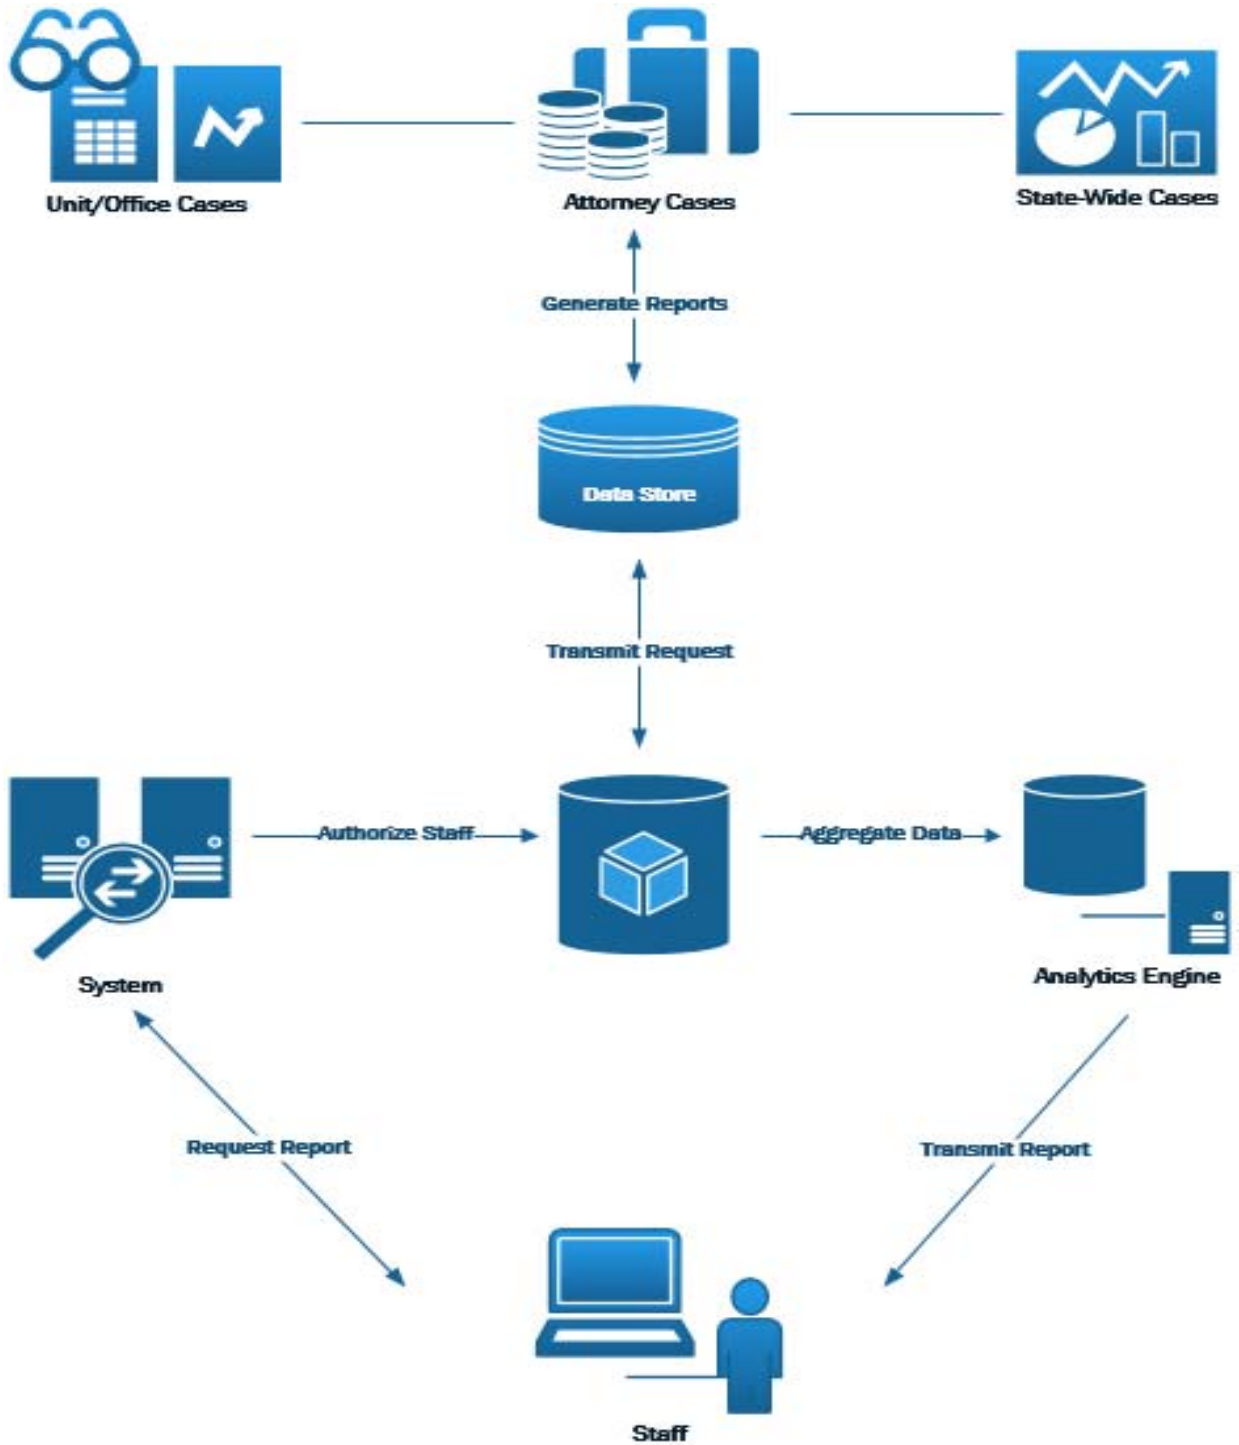 Unit/Office Cases
Attorney Cases
State-Wide Cases
Generate Reports
Data Store
Transmit Request
Authorize Staff
Aggregate Data
System
Analytics Engine
Request Report
Transmit Report
Staff